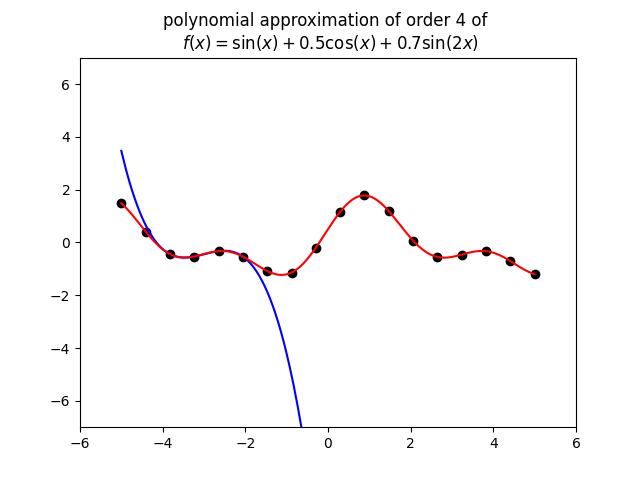 polynomial approximation of order 4 of
f(x) = sin(x) + 0.5cos(x) + 0.7sin(2x)
6
4
2
0
−2
−4
−6
−6 −4 −2 0 2 4 6